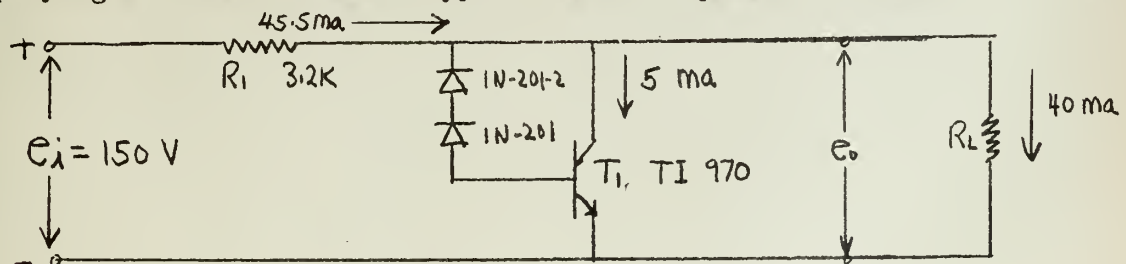 45.5ma
+
R1 3.2K
1N-201-2
1N-201
5 ma
40 ma
ei = 150 V
T1, TI 970
eo
RL
-